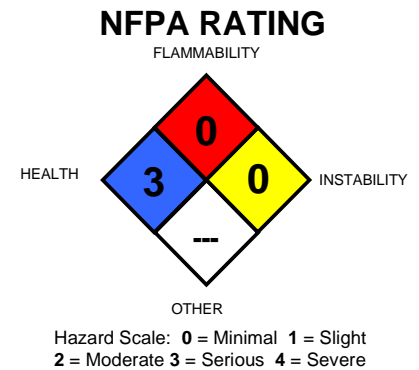 NFPA RATING
FLAMMABILITY
0
HEALTH
3
0
INSTABILITY
---
OTHER
Hazard Scale: 0 = Minimal 1 = Slight
2 = Moderate 3 = Serious 4 = Severe